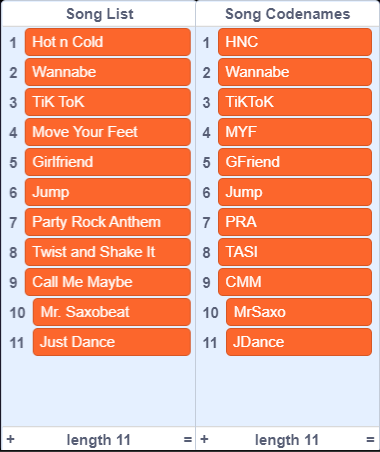 Song List
1 Hot n Cold
2 Wannabe
3 TiK ToK
4 Move Your Feet
5 Girlfriend
6 Jump
7 Party Rock Anthem
8 Twist and Shake It
9 Call Me Maybe
10 Mr. Saxobeat
11 Just Dance
+ length 11 =
Song Codenames
1 HNC
2 Wannabe
3 TiKToK
4 MYF
5 GFriend
6 Jump
7 PRA
8 TASI
9 CMM
10 MrSaxo
11 JDance
+ length 11 =